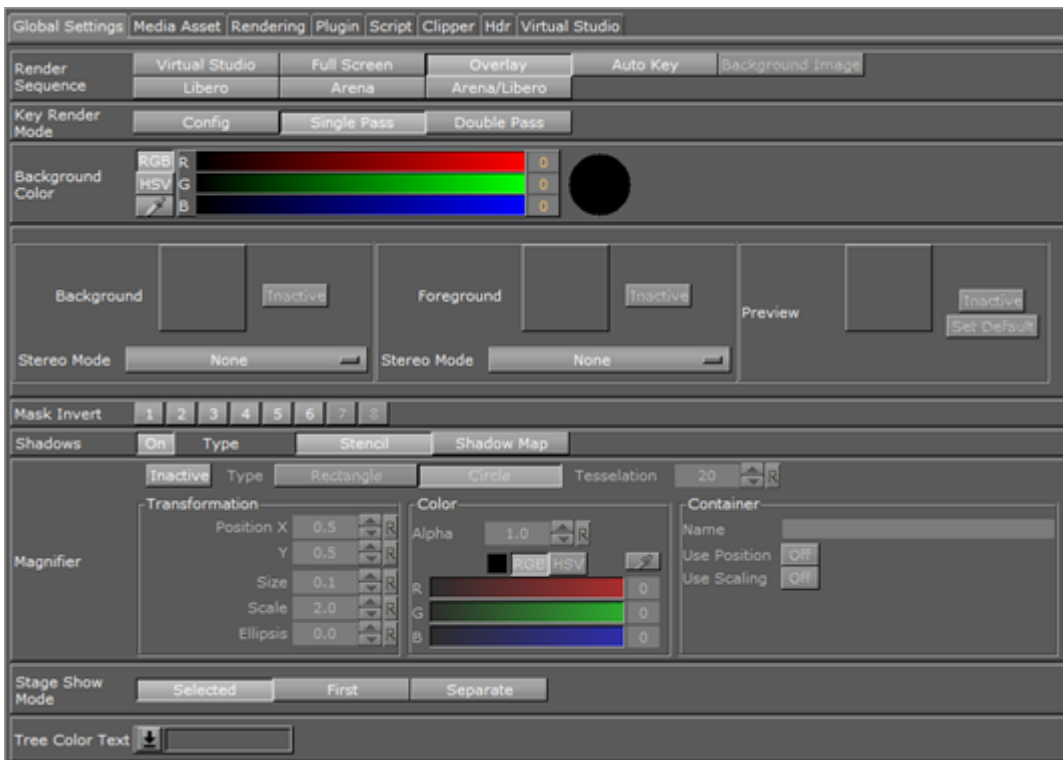 Global Settings Media Asset Rendering Plugin Script Clipper Hdr Virtual Studio
Render Sequence Virtual Studio Full Screen Overlay Auto Key Background Image
Libero Arena Arena/Libero
Key Render Mode Config Single Pass Double Pass
Background Color RGB R 0
HSV G 0
B 0
Background Inactive Foreground Inactive Preview Inactive
Set Default
Stereo Mode None Stereo Mode None
Mask Invert 1 2 3 4 5 6 7 8
Shadows On Type Stencil Shadow Map
Magnifier Inactive Type Rectangle Circle Tesselation 20 R
Transformation Color Container
Position X 0.5 R Alpha 1.0 R Name
Y 0.5 R RGB HSV Use Position Off
Size 0.1 R R 0 Use Scaling Off
Scale 2.0 R G 0
Ellipsis 0.0 R B 0
Stage Show Mode Selected First Separate
Tree Color Text